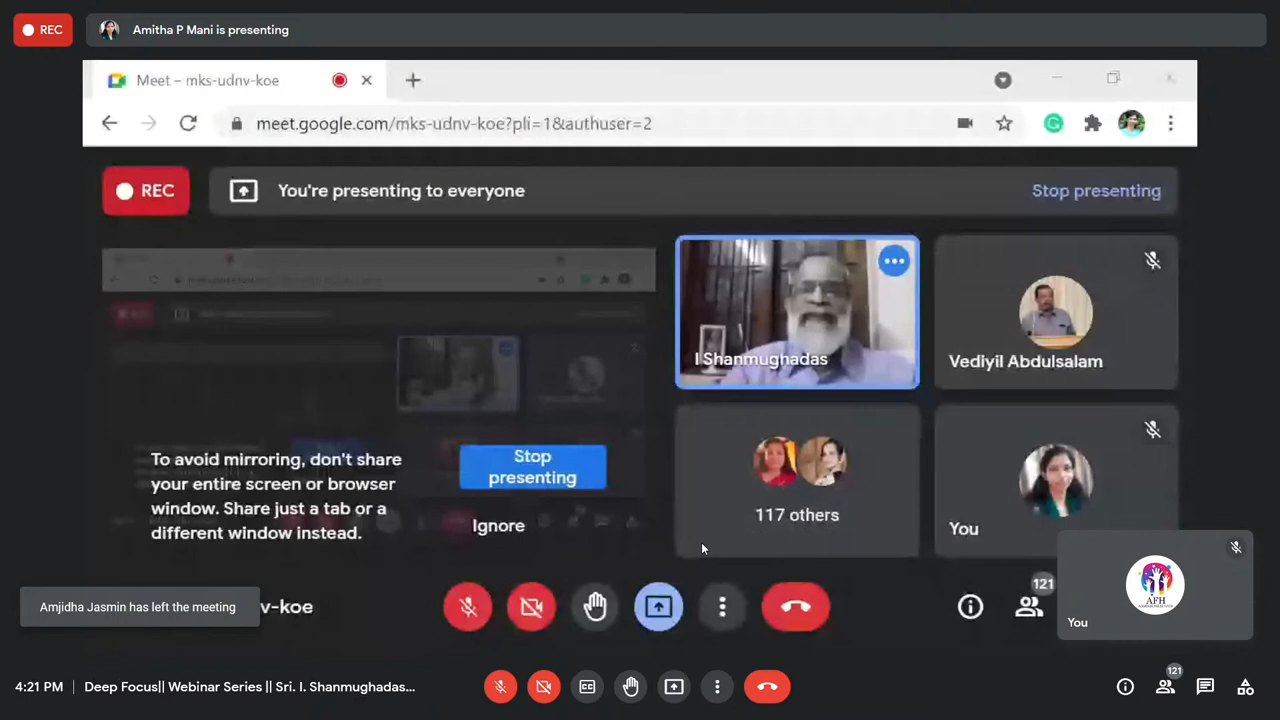 REC
Amitha P Mani is presenting
Meet – mks-udnv-koe
meet.google.com/mks-udnv-koe?pli=1&authuser=2
REC
You're presenting to everyone
Stop presenting
I Shanmughadas
Vediyil Abdulsalam
To avoid mirroring, don't share
your entire screen or browser
window. Share just a tab or a
different window instead.
Stop
presenting
Ignore
117 others
You
Amjidha Jasmin has left the meeting
v-koe
121
AFH
You
4:21 PM
Deep Focus|| Webinar Series || Sri. I. Shanmughadas...
121